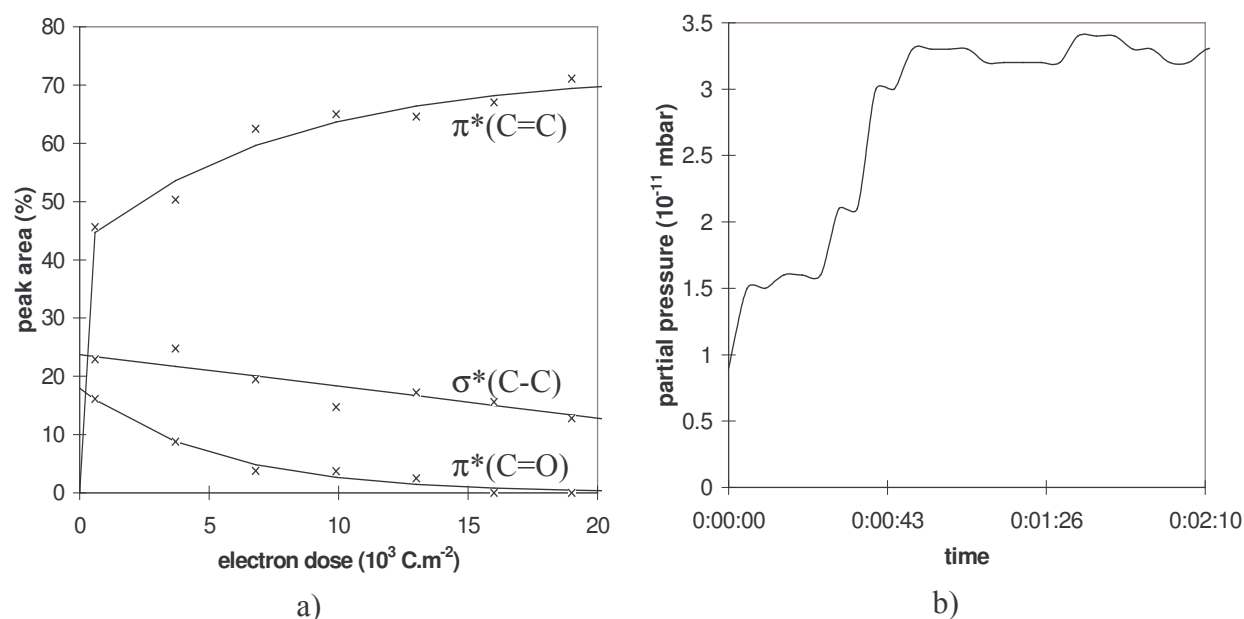 80
70
60
50
40
30
20
10
0
peak area (%)
π*(C=C)
σ*(C-C)
π*(C=O)
0 5 10 15 20
electron dose (10³ C.m⁻²)
a)
3.5
3
2.5
2
1.5
1
0.5
0
partial pressure (10⁻¹¹ mbar)
0:00:00 0:00:43 0:01:26 0:02:10
time
b)